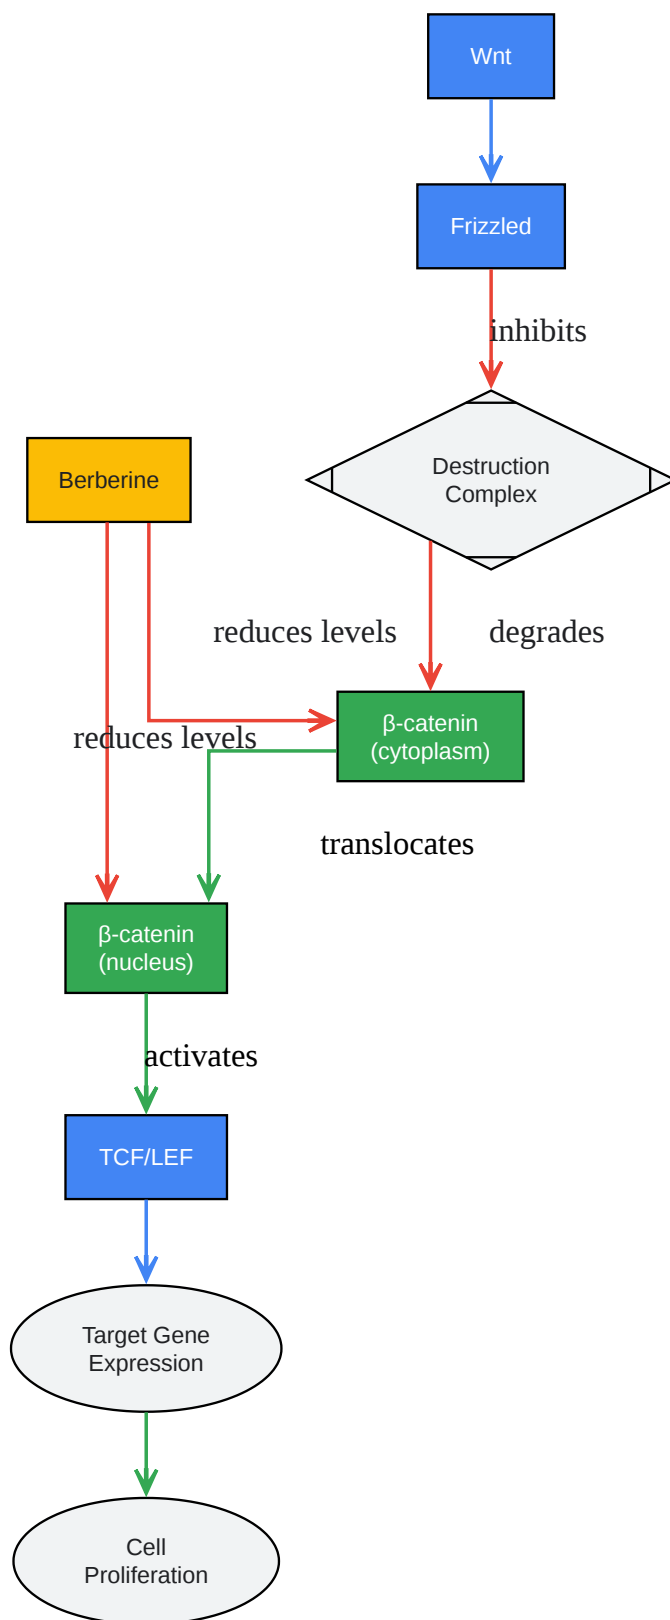 Wnt
Frizzled
inhibits
Berberine
Destruction
Complex
reduces levels
degrades
β-catenin
(cytoplasm)
reduces levels
translocates
β-catenin
(nucleus)
activates
TCF/LEF
Target Gene
Expression
Cell
Proliferation